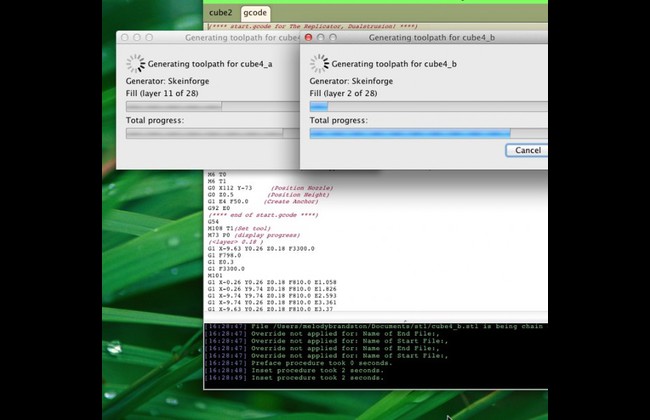 cube2 gcode
(**** start.gcode for The Replicator, Dualstrusion! ****)
Generating toolpath for cube4
Generating toolpath for cube4_b
Generating toolpath for cube4_a
Generating toolpath for cube4_b
Generator: Skeinforge
Generator: Skeinforge
Fill (layer 11 of 28)
Fill (layer 2 of 28)
Total progress:
Total progress:
Cancel
M6 T0
M6 T1
G0 X112 Y-73 (Position Nozzle)
G0 Z0.5 (Position Height)
G1 E4 F50.0 (Create Anchor)
G92 E0
(**** end of start.gcode ****)
G54
M108 T1(Set tool)
M73 P0 (display progress)
(<layer> 0.18 )
G1 X-9.63 Y0.26 Z0.18 F3300.0
G1 F798.0
G1 E0.3
G1 F3300.0
M101
G1 X-0.26 Y0.26 Z0.18 F810.0 E1.058
G1 X-0.26 Y9.74 Z0.18 F810.0 E1.826
G1 X-9.74 Y9.74 Z0.18 F810.0 E2.593
G1 X-9.74 Y0.26 Z0.18 F810.0 E3.361
G1 X-9.63 Y0.26 Z0.18 F810.0 E3.37
[16:28:47] File /Users/melodybrandston/Documents/stl/cube4_b.stl is being chain
[16:28:47] Override not applied for: Name of End File:,
[16:28:47] Override not applied for: Name of Start File:,
[16:28:47] Override not applied for: Name of End File:,
[16:28:47] Override not applied for: Name of Start File:,
[16:28:47] Preface procedure took 0 seconds.
[16:28:48] Inset procedure took 2 seconds.
[16:28:49] Inset procedure took 2 seconds.